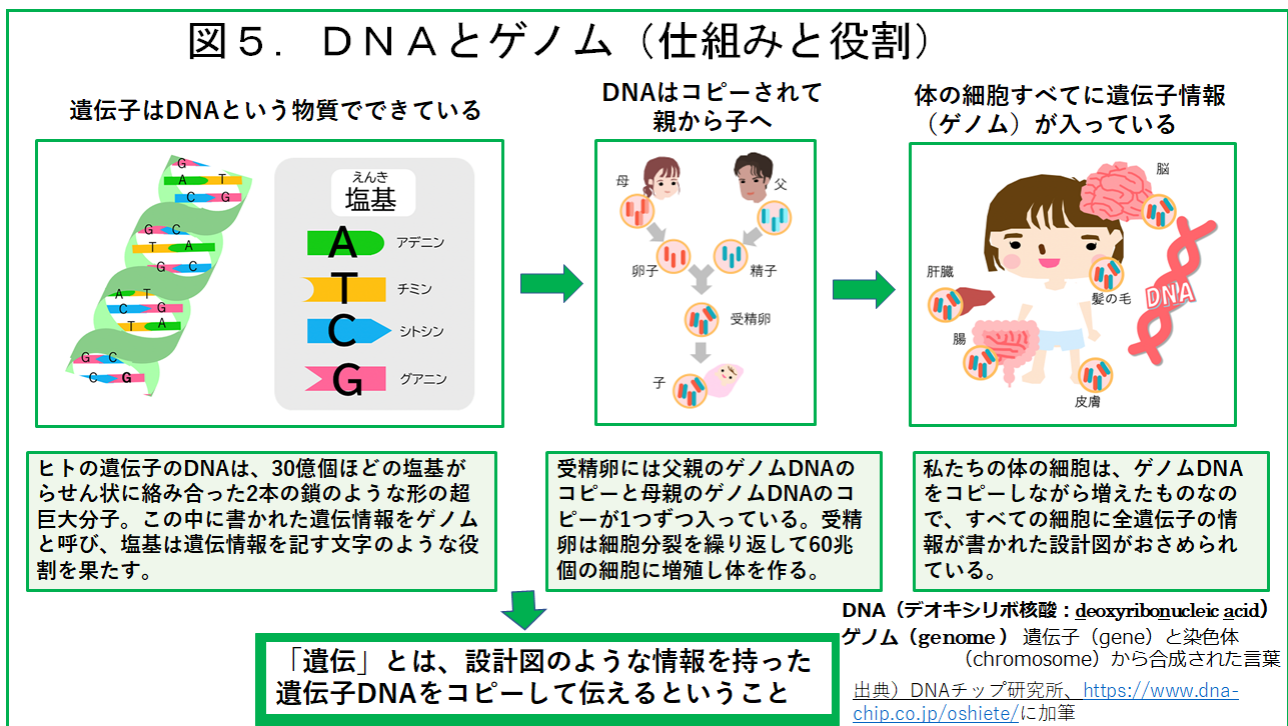 図５．ＤＮＡとゲノム（仕組みと役割）
遺伝子はDNAという物質でできている
G
A T
C G
G C
T A
G C
A T
C G
T A
G C
C G
えんき
塩基
A アデニン
T チミン
C シトシン
G グアニン
DNAはコピーされて
親から子へ
母 父
卵子 精子
受精卵
子
体の細胞すべてに遺伝子情報
（ゲノム）が入っている
脳
肝臓
髪の毛
DNA
腸
皮膚
ヒトの遺伝子のDNAは、30億個ほどの塩基が
らせん状に絡み合った2本の鎖のような形の超
巨大分子。この中に書かれた遺伝情報をゲノム
と呼び、塩基は遺伝情報を記す文字のような役
割を果たす。
受精卵には父親のゲノムDNAの
コピーと母親のゲノムDNAのコ
ピーが1つずつ入っている。受精
卵は細胞分裂を繰り返して60兆
個の細胞に増殖し体を作る。
私たちの体の細胞は、ゲノムDNA
をコピーしながら増えたものなの
で、すべての細胞に全遺伝子の情
報が書かれた設計図がおさめられ
ている。
「遺伝」とは、設計図のような情報を持った
遺伝子DNAをコピーして伝えるということ
DNA（デオキシリボ核酸：deoxyribonucleic acid）
ゲノム（genome）遺伝子（gene）と染色体
（chromosome）から合成された言葉
出典）DNAチップ研究所、https://www.dna-
chip.co.jp/oshiete/に加筆